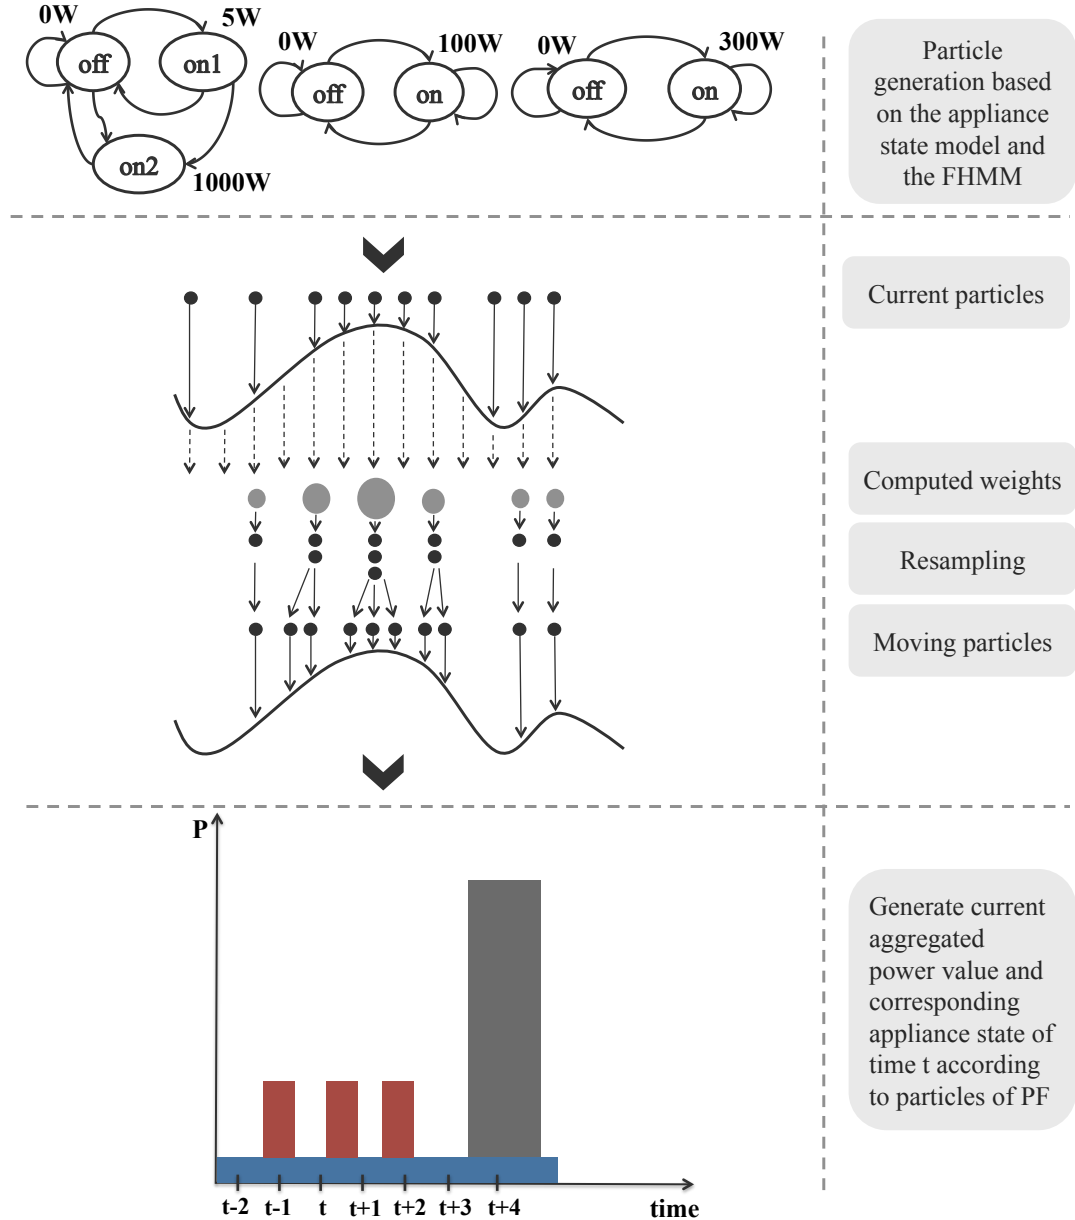 0W
5W
off
on1
on2
1000W
0W
100W
off
on
0W
300W
off
on
Particle
generation based
on the appliance
state model and
the FHMM
Current particles
Computed weights
Resampling
Moving particles
P
t-2
t-1
t
t+1
t+2
t+3
t+4
time
Generate current
aggregated
power value and
corresponding
appliance state of
time t according
to particles of PF